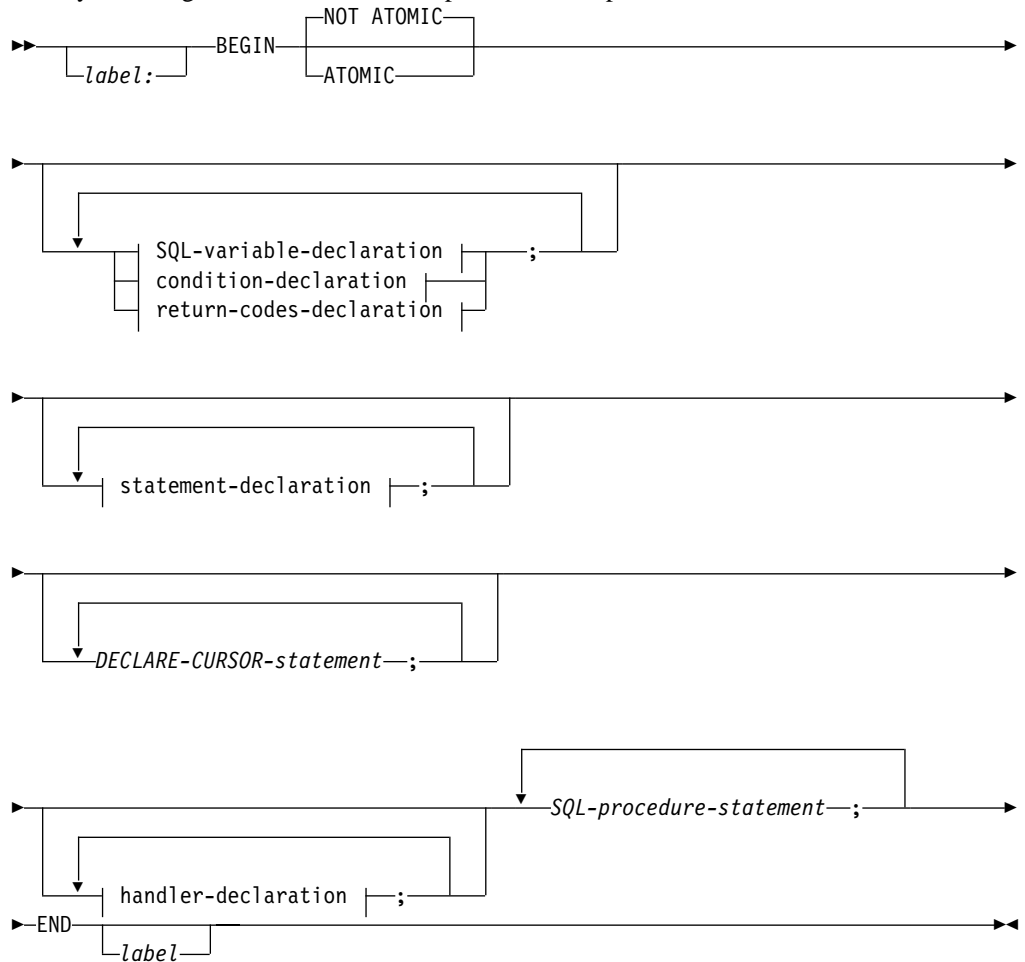 NOT ATOMIC
label: BEGIN
ATOMIC
SQL-variable-declaration ;
condition-declaration
return-codes-declaration
statement-declaration ;
DECLARE-CURSOR-statement ;
SQL-procedure-statement ;
handler-declaration ;
END
label